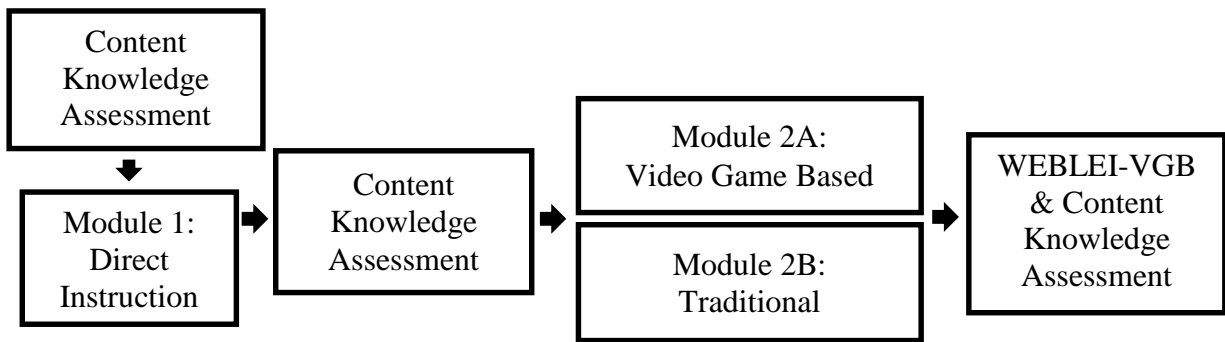 Content
Knowledge
Assessment
Module 1:
Direct
Instruction
Content
Knowledge
Assessment
Module 2A:
Video Game Based
Module 2B:
Traditional
WEBLEI-VGB
& Content
Knowledge
Assessment